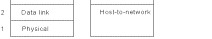 2 Data link Host-to-network
1 Physical